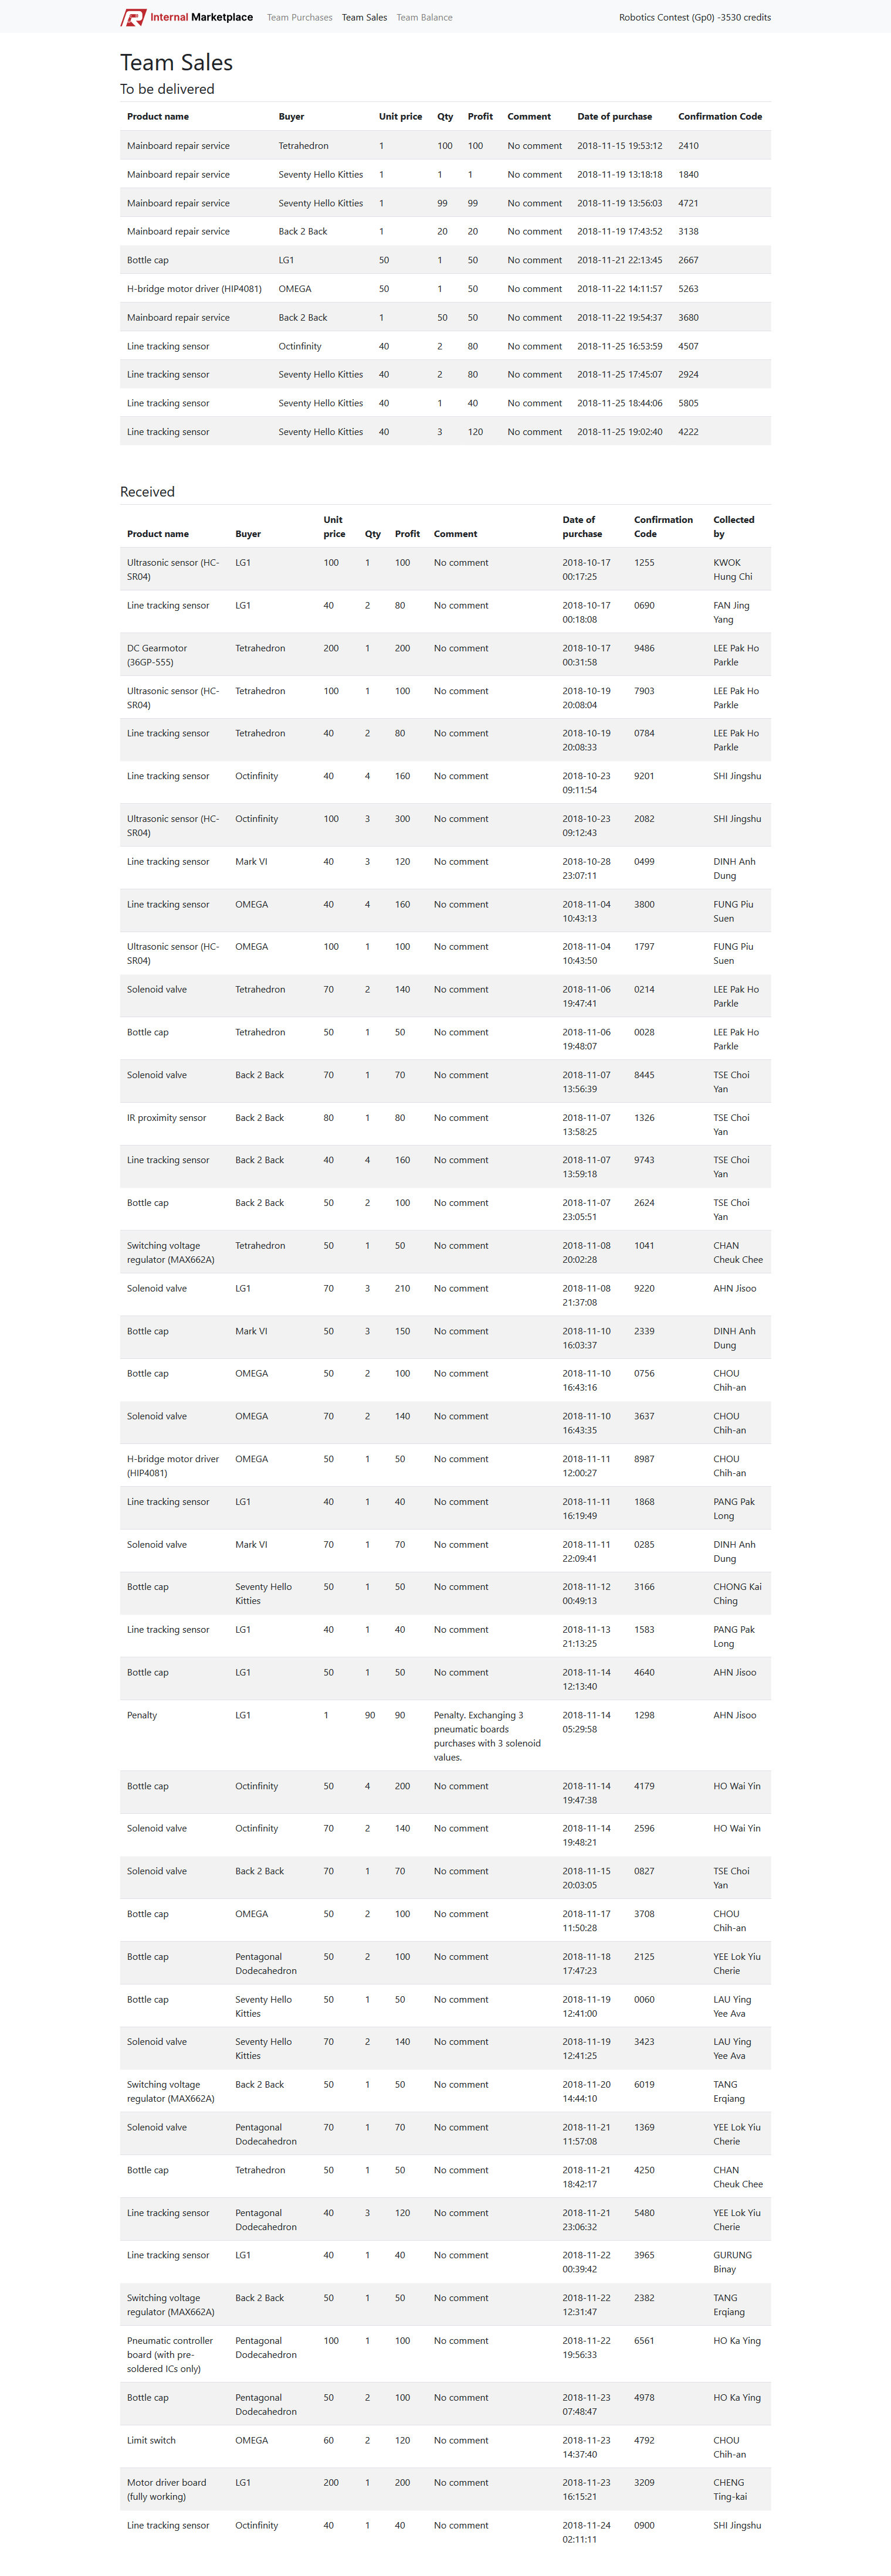 Internal Marketplace Team Purchases Team Sales Team Balance Robotics Contest (Gp0) -3530 credits
Team Sales
To be delivered
Product name Buyer Unit price Qty Profit Comment Date of purchase Confirmation Code
Mainboard repair service Tetrahedron 1 100 100 No comment 2018-11-15 19:53:12 2410
Mainboard repair service Seventy Hello Kitties 1 1 1 No comment 2018-11-19 13:18:18 1840
Mainboard repair service Seventy Hello Kitties 1 99 99 No comment 2018-11-19 13:56:03 4721
Mainboard repair service Back 2 Back 1 20 20 No comment 2018-11-19 17:43:52 3138
Bottle cap LG1 50 1 50 No comment 2018-11-21 22:13:45 2667
H-bridge motor driver (HIP4081) OMEGA 50 1 50 No comment 2018-11-22 14:11:57 5263
Mainboard repair service Back 2 Back 1 50 50 No comment 2018-11-22 19:54:37 3680
Line tracking sensor Octinfinity 40 2 80 No comment 2018-11-25 16:53:59 4507
Line tracking sensor Seventy Hello Kitties 40 2 80 No comment 2018-11-25 17:45:07 2924
Line tracking sensor Seventy Hello Kitties 40 1 40 No comment 2018-11-25 18:44:06 5805
Line tracking sensor Seventy Hello Kitties 40 3 120 No comment 2018-11-25 19:02:40 4222
Received
Unit Date of Confirmation Collected
Product name Buyer price Qty Profit Comment purchase Code by
Ultrasonic sensor (HC- LG1 100 1 100 No comment 2018-10-17 1255 KWOK
SR04) 00:17:25 Hung Chi
Line tracking sensor LG1 40 2 80 No comment 2018-10-17 0690 FAN Jing
00:18:08 Yang
DC Gearmotor Tetrahedron 200 1 200 No comment 2018-10-17 9486 LEE Pak Ho
(36GP-555) 00:31:58 Parkle
Ultrasonic sensor (HC- Tetrahedron 100 1 100 No comment 2018-10-19 7903 LEE Pak Ho
SR04) 20:08:04 Parkle
Line tracking sensor Tetrahedron 40 2 80 No comment 2018-10-19 0784 LEE Pak Ho
20:08:33 Parkle
Line tracking sensor Octinfinity 40 4 160 No comment 2018-10-23 9201 SHI Jingshu
09:11:54
Ultrasonic sensor (HC- Octinfinity 100 3 300 No comment 2018-10-23 2082 SHI Jingshu
SR04) 09:12:43
Line tracking sensor Mark VI 40 3 120 No comment 2018-10-28 0499 DINH Anh
23:07:11 Dung
Line tracking sensor OMEGA 40 4 160 No comment 2018-11-04 3800 FUNG Piu
10:43:13 Suen
Ultrasonic sensor (HC- OMEGA 100 1 100 No comment 2018-11-04 1797 FUNG Piu
SR04) 10:43:50 Suen
Solenoid valve Tetrahedron 70 2 140 No comment 2018-11-06 0214 LEE Pak Ho
19:47:41 Parkle
Bottle cap Tetrahedron 50 1 50 No comment 2018-11-06 0028 LEE Pak Ho
19:48:07 Parkle
Solenoid valve Back 2 Back 70 1 70 No comment 2018-11-07 8445 TSE Choi
13:56:39 Yan
IR proximity sensor Back 2 Back 80 1 80 No comment 2018-11-07 1326 TSE Choi
13:58:25 Yan
Line tracking sensor Back 2 Back 40 4 160 No comment 2018-11-07 9743 TSE Choi
13:59:18 Yan
Bottle cap Back 2 Back 50 2 100 No comment 2018-11-07 2624 TSE Choi
23:05:51 Yan
Switching voltage Tetrahedron 50 1 50 No comment 2018-11-08 1041 CHAN
regulator (MAX662A) 20:02:28 Cheuk Chee
Solenoid valve LG1 70 3 210 No comment 2018-11-08 9220 AHN Jisoo
21:37:08
Bottle cap Mark VI 50 3 150 No comment 2018-11-10 2339 DINH Anh
16:03:37 Dung
Bottle cap OMEGA 50 2 100 No comment 2018-11-10 0756 CHOU
16:43:16 Chih-an
Solenoid valve OMEGA 70 2 140 No comment 2018-11-10 3637 CHOU
16:43:35 Chih-an
H-bridge motor driver OMEGA 50 1 50 No comment 2018-11-11 8987 CHOU
(HIP4081) 12:00:27 Chih-an
Line tracking sensor LG1 40 1 40 No comment 2018-11-11 1868 PANG Pak
16:19:49 Long
Solenoid valve Mark VI 70 1 70 No comment 2018-11-11 0285 DINH Anh
22:09:41 Dung
Bottle cap Seventy Hello 50 1 50 No comment 2018-11-12 3166 CHONG Kai
Kitties 00:49:13 Ching
Line tracking sensor LG1 40 1 40 No comment 2018-11-13 1583 PANG Pak
21:13:25 Long
Bottle cap LG1 50 1 50 No comment 2018-11-14 4640 AHN Jisoo
12:13:40
Penalty LG1 1 90 90 Penalty. Exchanging 3 2018-11-14 1298 AHN Jisoo
pneumatic boards 05:29:58
purchases with 3 solenoid
values.
Bottle cap Octinfinity 50 4 200 No comment 2018-11-14 4179 HO Wai Yin
19:47:38
Solenoid valve Octinfinity 70 2 140 No comment 2018-11-14 2596 HO Wai Yin
19:48:21
Solenoid valve Back 2 Back 70 1 70 No comment 2018-11-15 0827 TSE Choi
20:03:05 Yan
Bottle cap OMEGA 50 2 100 No comment 2018-11-17 3708 CHOU
11:50:28 Chih-an
Bottle cap Pentagonal 50 2 100 No comment 2018-11-18 2125 YEE Lok Yiu
Dodecahedron 17:47:23 Cherie
Bottle cap Seventy Hello 50 1 50 No comment 2018-11-19 0060 LAU Ying
Kitties 12:41:00 Yee Ava
Solenoid valve Seventy Hello 70 2 140 No comment 2018-11-19 3423 LAU Ying
Kitties 12:41:25 Yee Ava
Switching voltage Back 2 Back 50 1 50 No comment 2018-11-20 6019 TANG
regulator (MAX662A) 14:44:10 Erqiang
Solenoid valve Pentagonal 70 1 70 No comment 2018-11-21 1369 YEE Lok Yiu
Dodecahedron 11:57:08 Cherie
Bottle cap Tetrahedron 50 1 50 No comment 2018-11-21 4250 CHAN
18:42:17 Cheuk Chee
Line tracking sensor Pentagonal 40 3 120 No comment 2018-11-21 5480 YEE Lok Yiu
Dodecahedron 23:06:32 Cherie
Line tracking sensor LG1 40 1 40 No comment 2018-11-22 3965 GURUNG
00:39:42 Binay
Switching voltage Back 2 Back 50 1 50 No comment 2018-11-22 2382 TANG
regulator (MAX662A) 12:31:47 Erqiang
Pneumatic controller Pentagonal 100 1 100 No comment 2018-11-22 6561 HO Ka Ying
board (with pre- Dodecahedron 19:56:33
soldered ICs only)
Bottle cap Pentagonal 50 2 100 No comment 2018-11-23 4978 HO Ka Ying
Dodecahedron 07:48:47
Limit switch OMEGA 60 2 120 No comment 2018-11-23 4792 CHOU
14:37:40 Chih-an
Motor driver board LG1 200 1 200 No comment 2018-11-23 3209 CHENG
(fully working) 16:15:21 Ting-kai
Line tracking sensor Octinfinity 40 1 40 No comment 2018-11-24 0900 SHI Jingshu
02:11:11